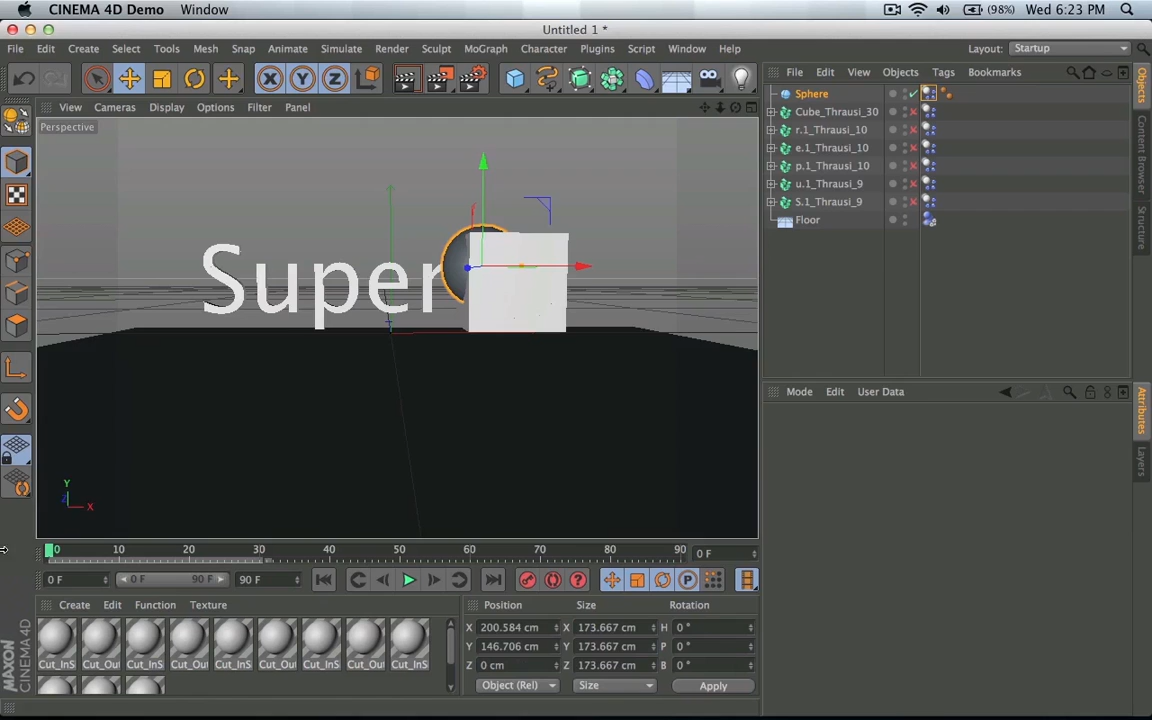 CINEMA 4D Demo Window (98%) Wed 6:23 PM
Untitled 1 *
File Edit Create Select Tools Mesh Snap Animate Simulate Render Sculpt MoGraph Character Plugins Script Window Help Layout: Startup
X Y Z
File Edit View Objects Tags Bookmarks
View Cameras Display Options Filter Panel
Perspective
Sphere
Cube_Thrausi_30
r.1_Thrausi_10
e.1_Thrausi_10
p.1_Thrausi_10
u.1_Thrausi_9
S.1_Thrausi_9
Floor
Objects
Content Browser
Structure
Super
Mode Edit User Data
Attributes
Layers
Y
Z
X
0 10 20 30 40 50 60 70 80 90 0 F
0 F 0 F 90 F 90 F
P
Create Edit Function Texture
Cut_InS Cut_Out Cut_InS Cut_Out Cut_InS Cut_Out Cut_InS Cut_Out Cut_InS
Position Size Rotation
X 200.584 cm X 173.667 cm H 0 °
Y 146.706 cm Y 173.667 cm P 0 °
Z 0 cm Z 173.667 cm B 0 °
Object (Rel) Size Apply
MAXON
CINEMA 4D